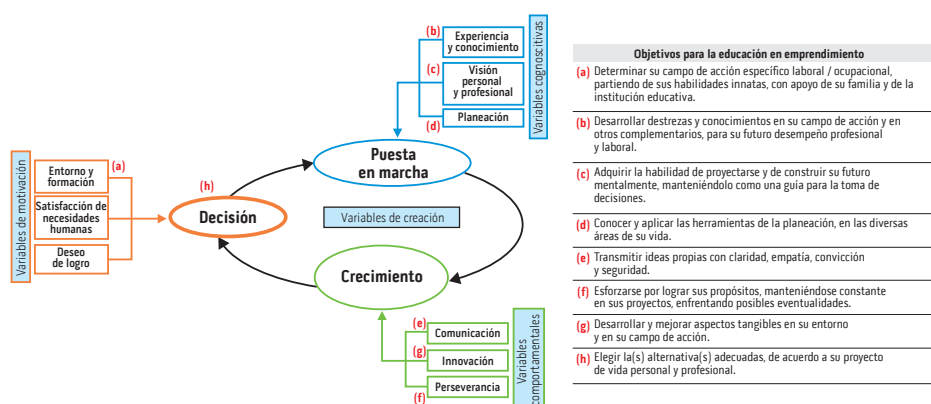 Variables de motivación
(a)
Entorno y
formación
Satisfacción de
necesidades
humanas
Deseo
de logro
(h)
Decisión
(b)
Experiencia
y conocimiento
(c)
Visión
personal
y profesional
(d)
Planeación
Variables cognoscitivas
Puesta
en marcha
Variables de creación
Crecimiento
(e)
Comunicación
(g)
Innovación
Perseverancia
(f)
Variables
comportamentales
Objetivos para la educación en emprendimiento
(a) Determinar su campo de acción específico laboral / ocupacional,
partiendo de sus habilidades innatas, con apoyo de su familia y de la
institución educativa.
(b) Desarrollar destrezas y conocimientos en su campo de acción y en
otros complementarios, para su futuro desempeño profesional
y laboral.
(c) Adquirir la habilidad de proyectarse y de construir su futuro
mentalmente, manteniéndolo como una guía para la toma de
decisiones.
(d) Conocer y aplicar las herramientas de la planeación, en las diversas
áreas de su vida.
(e) Transmitir ideas propias con claridad, empatía, convicción
y seguridad.
(f) Esforzarse por lograr sus propósitos, manteniéndose constante
en sus proyectos, enfrentando posibles eventualidades.
(g) Desarrollar y mejorar aspectos tangibles en su entorno
y en su campo de acción.
(h) Elegir la(s) alternativa(s) adecuadas, de acuerdo a su proyecto
de vida personal y profesional.